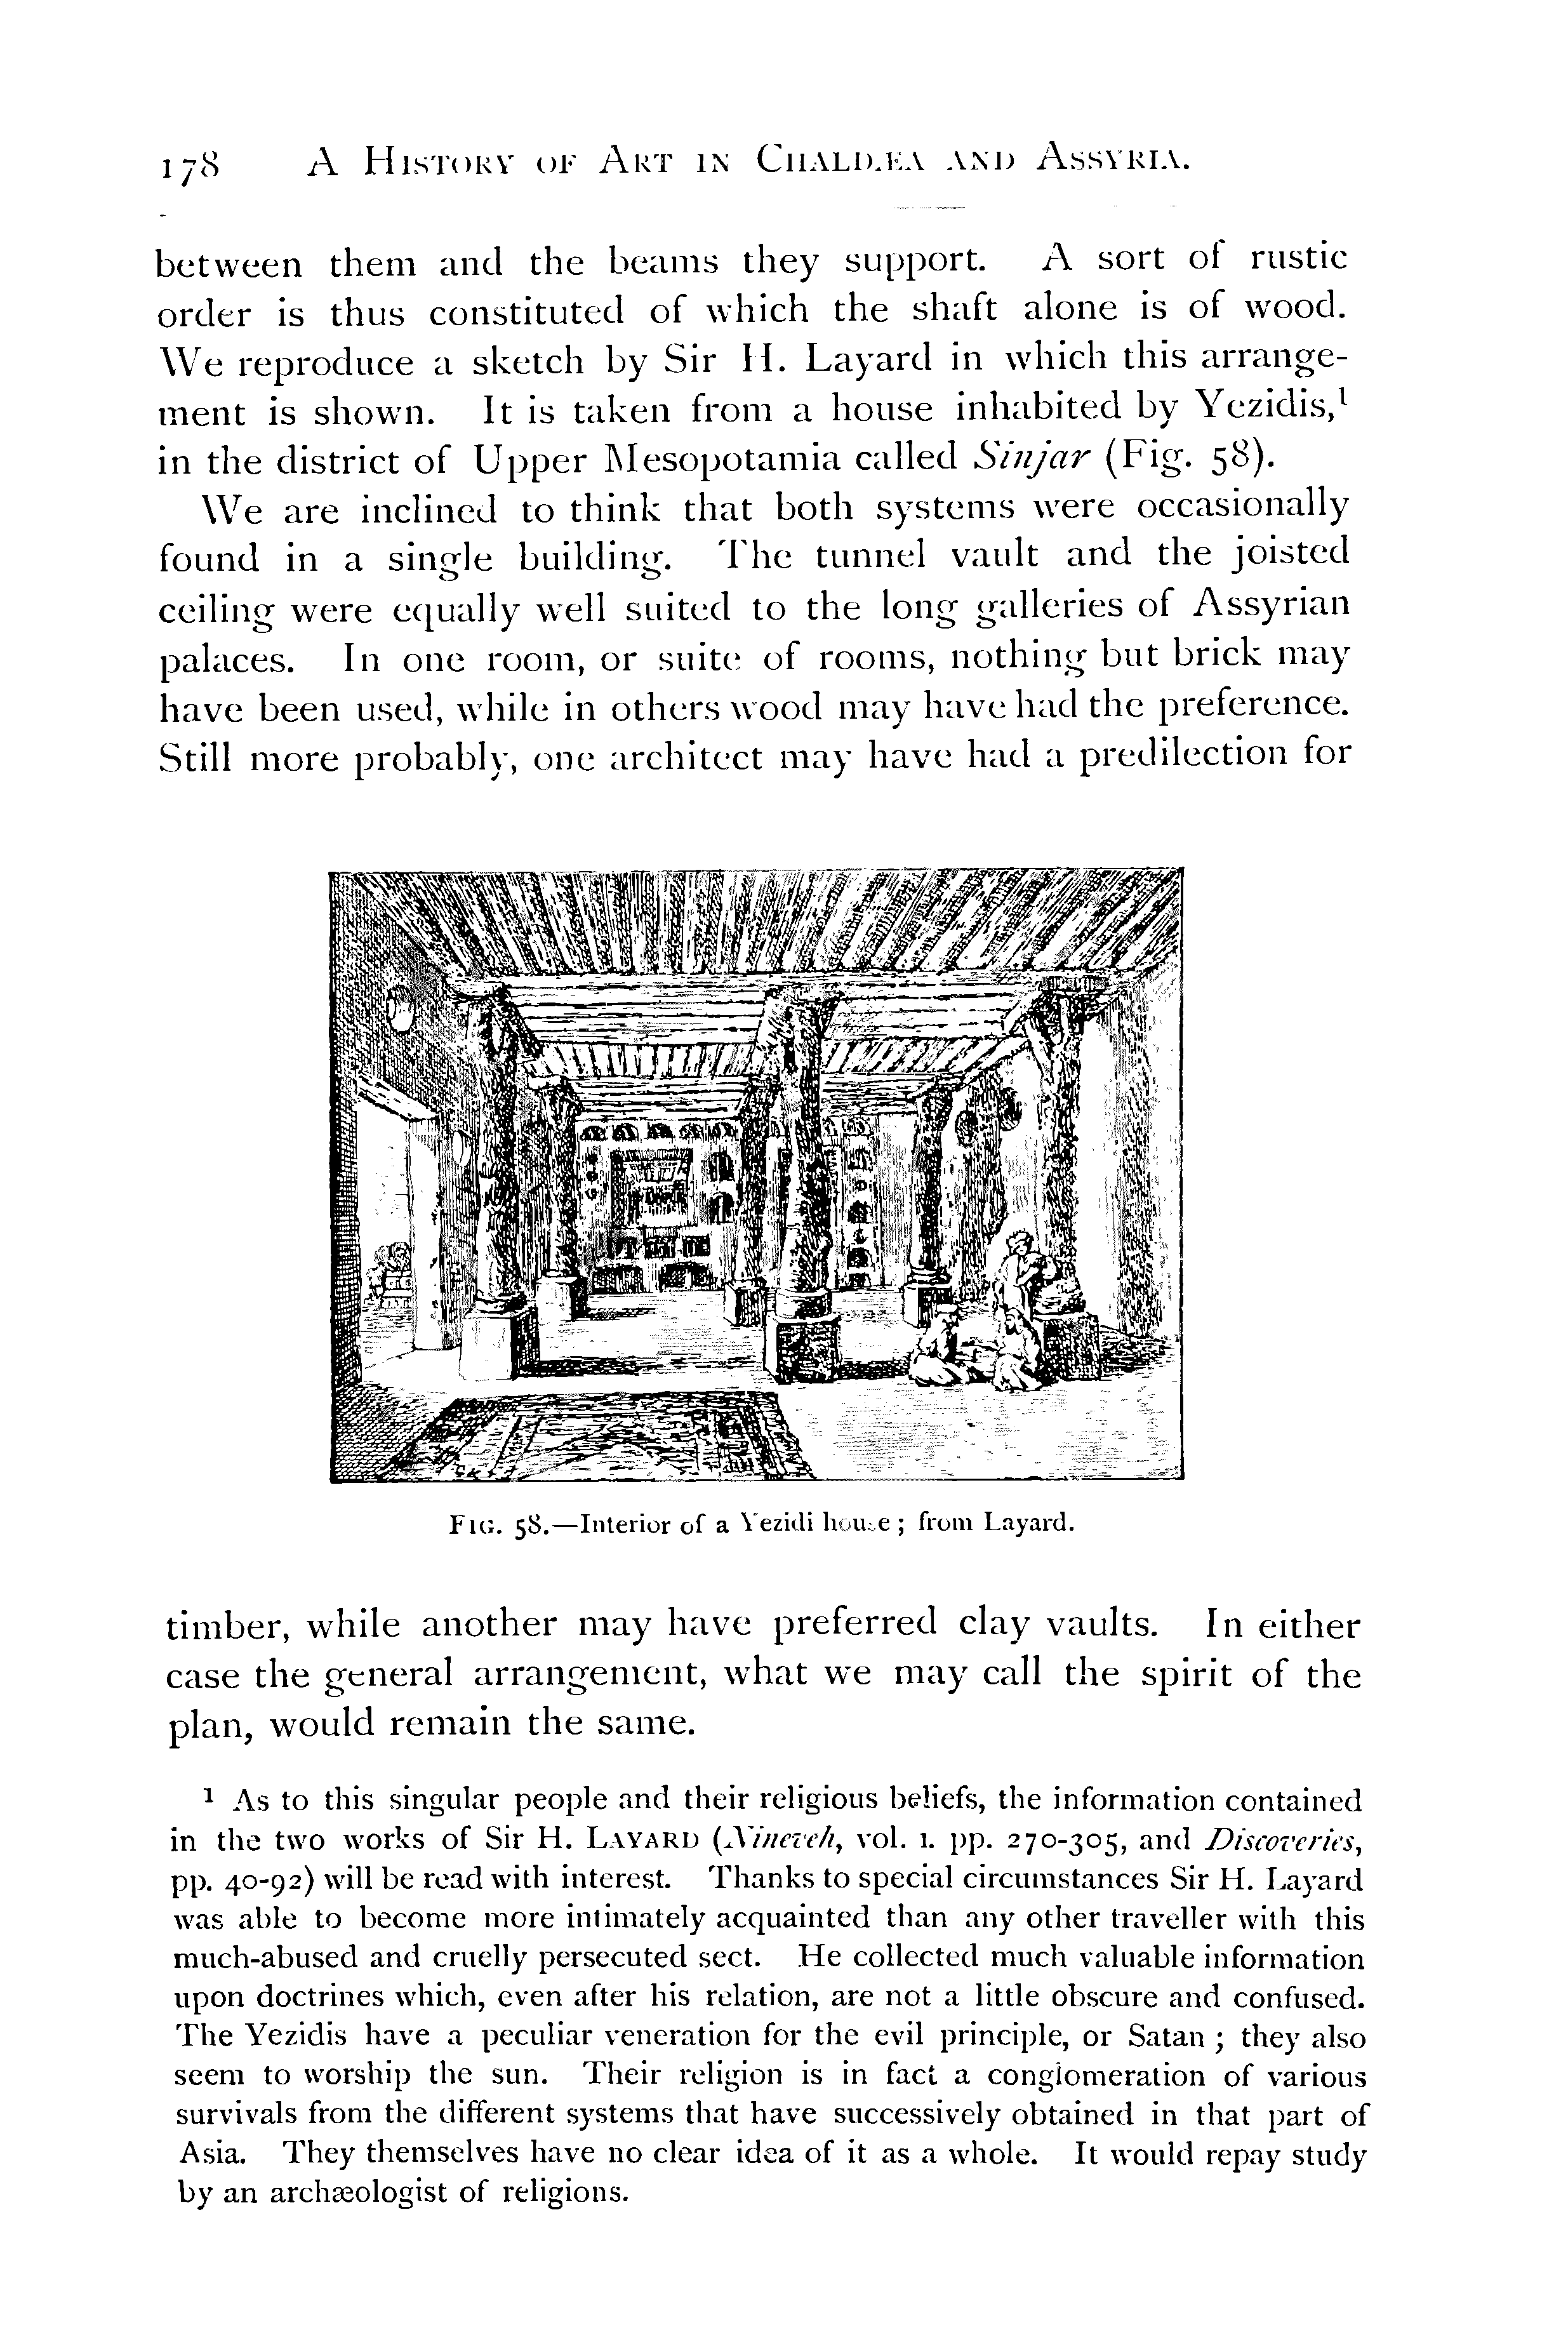 178 A HISTORY OF ART IN CHALDÆA AND ASSYRIA.
between them and the beams they support. A sort of rustic
order is thus constituted of which the shaft alone is of wood.
We reproduce a sketch by Sir H. Layard in which this arrange-
ment is shown. It is taken from a house inhabited by Yezidis,¹
in the district of Upper Mesopotamia called Sinjar (Fig. 58).
We are inclined to think that both systems were occasionally
found in a single building. The tunnel vault and the joisted
ceiling were equally well suited to the long galleries of Assyrian
palaces. In one room, or suite of rooms, nothing but brick may
have been used, while in others wood may have had the preference.
Still more probably, one architect may have had a predilection for
FIG. 58.—Interior of a Yezidi house; from Layard.
timber, while another may have preferred clay vaults. In either
case the general arrangement, what we may call the spirit of the
plan, would remain the same.
¹ As to this singular people and their religious beliefs, the information contained
in the two works of Sir H. LAYARD (Nineveh, vol. 1. pp. 270-305, and Discoveries,
pp. 40-92) will be read with interest. Thanks to special circumstances Sir H. Layard
was able to become more intimately acquainted than any other traveller with this
much-abused and cruelly persecuted sect. He collected much valuable information
upon doctrines which, even after his relation, are not a little obscure and confused.
The Yezidis have a peculiar veneration for the evil principle, or Satan; they also
seem to worship the sun. Their religion is in fact a conglomeration of various
survivals from the different systems that have successively obtained in that part of
Asia. They themselves have no clear idea of it as a whole. It would repay study
by an archæologist of religions.